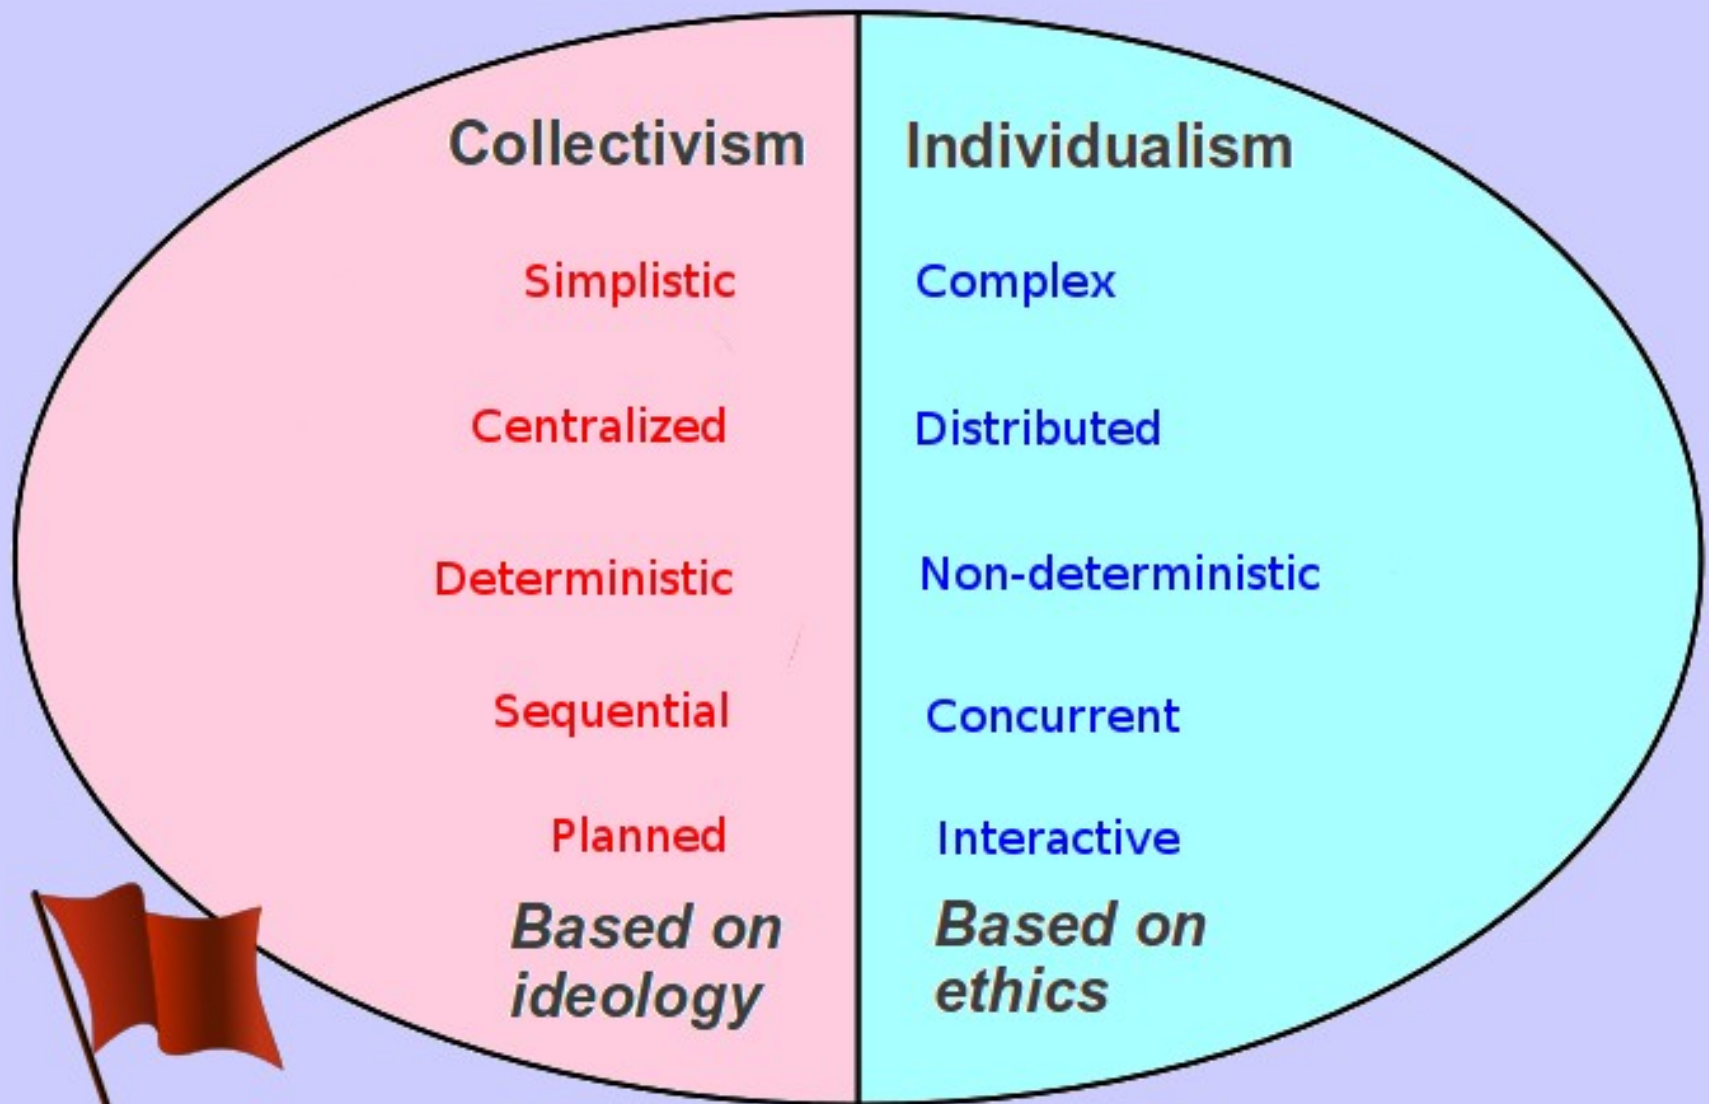 Collectivism
Individualism
Simplistic
Complex
Centralized
Distributed
Deterministic
Non-deterministic
Sequential
Concurrent
Planned
Interactive
Based on
ideology
Based on
ethics